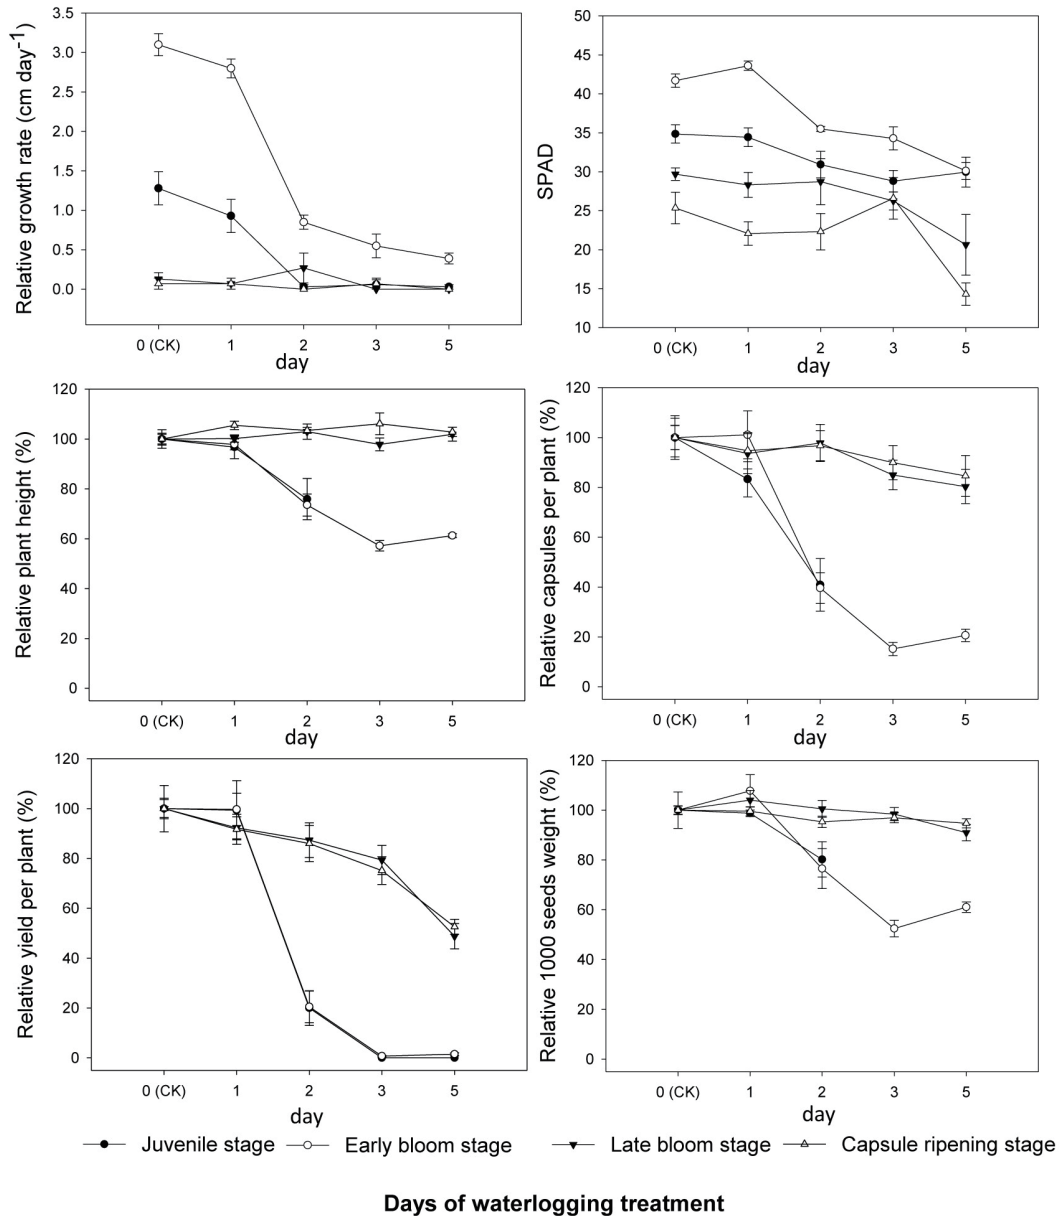 Relative growth rate (cm day-1)
3.5
3.0
2.5
2.0
1.5
1.0
0.5
0.0
0 (CK) 1 2 3 5
day
SPAD
50
45
40
35
30
25
20
15
10
0 (CK) 1 2 3 5
day
Relative plant height (%)
120
100
80
60
40
20
0
0 (CK) 1 2 3 5
day
Relative capsules per plant (%)
120
100
80
60
40
20
0
0 (CK) 1 2 3 5
day
Relative yield per plant (%)
120
100
80
60
40
20
0
0 (CK) 1 2 3 5
day
Relative 1000 seeds weight (%)
120
100
80
60
40
20
0
0 (CK) 1 2 3 5
day
Juvenile stage Early bloom stage Late bloom stage Capsule ripening stage
Days of waterlogging treatment